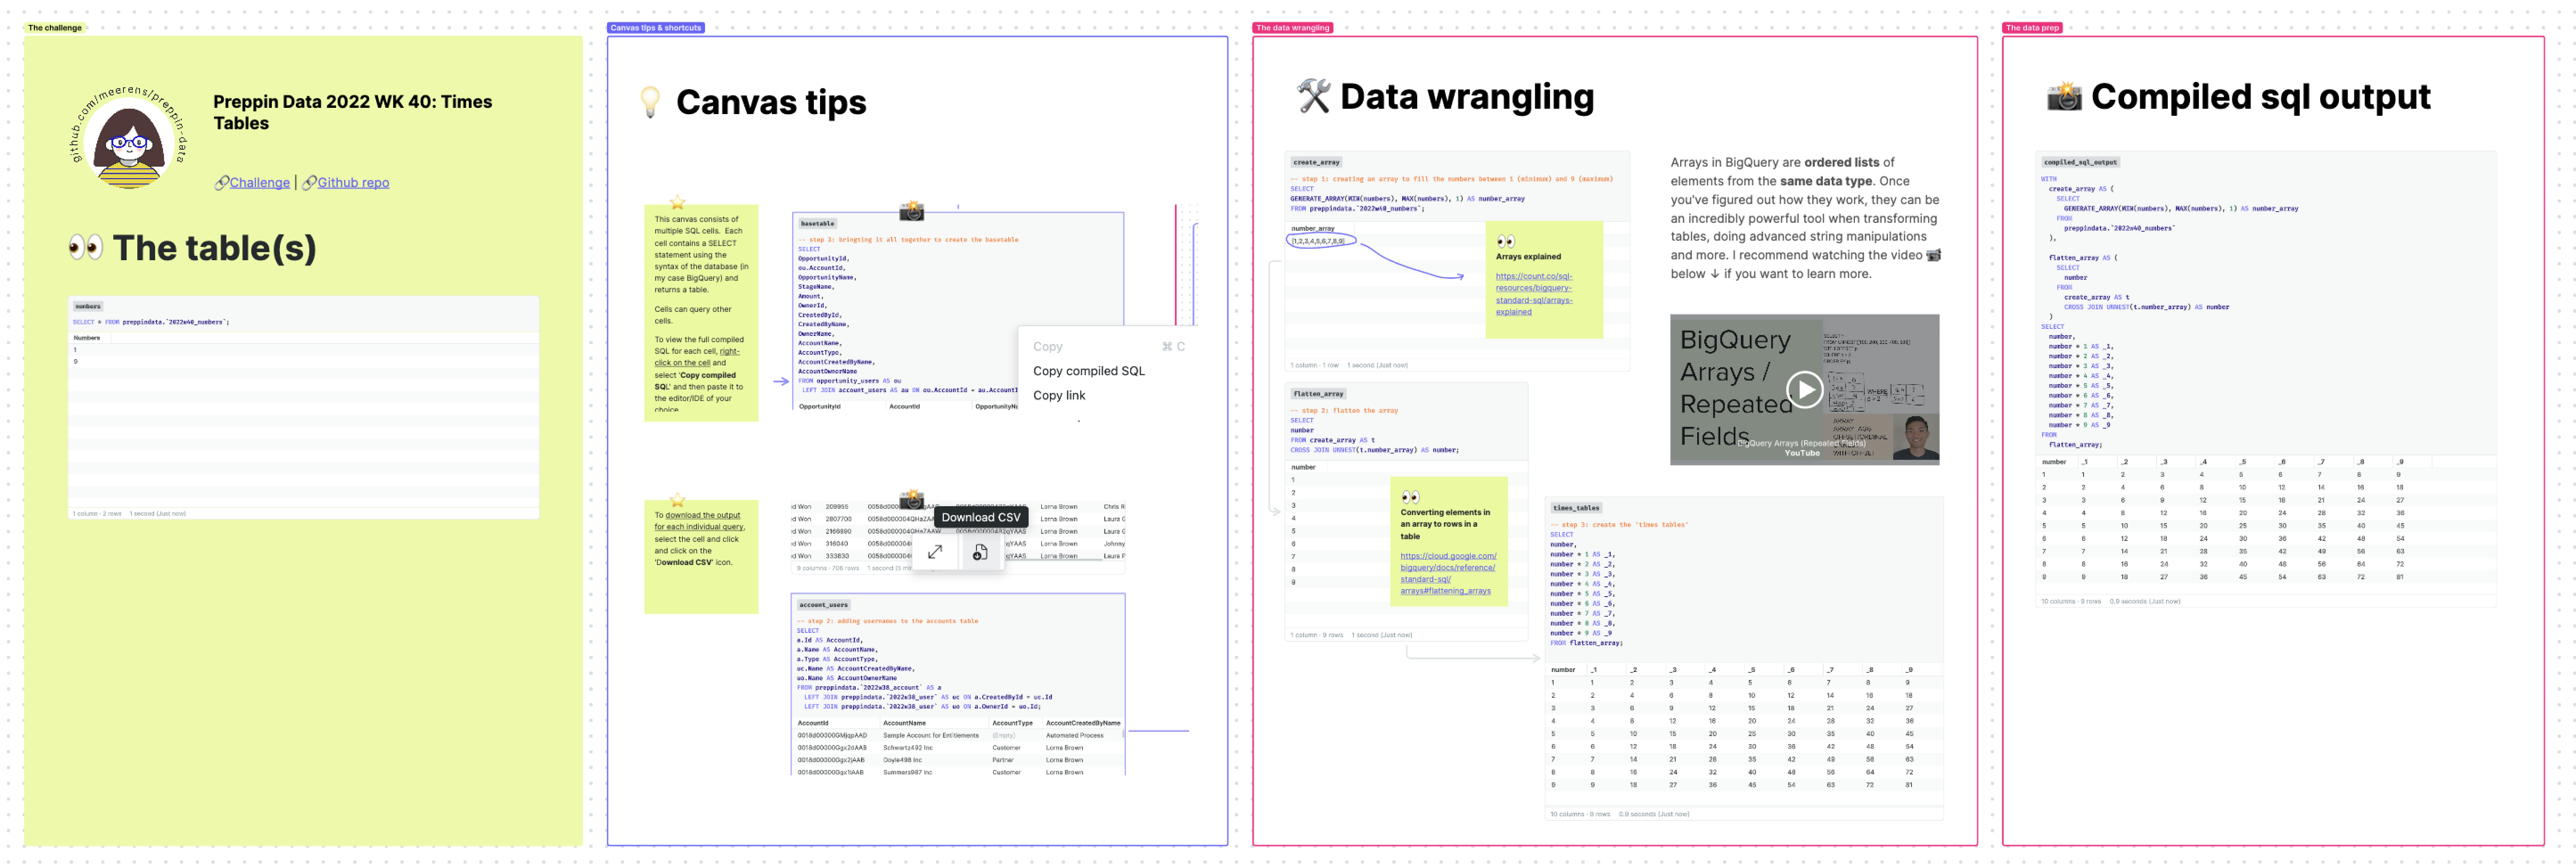 The challenge
github.com/meerens/preppin-data
Preppin Data 2022 WK 40: Times
Tables
Challenge | Github repo
The table(s)
numbers
SELECT * FROM preppindata.`2022w40_numbers`;
Numbers
1
9
1 column · 2 rows 1 second (Just now)
Canvas tips & shortcuts
Canvas tips
This canvas consists of
multiple SQL cells. Each
cell contains a SELECT
statement using the
syntax of the database (in
my case BigQuery) and
returns a table.
Cells can query other
cells.
To view the full compiled
SQL for each cell, right-
click on the cell and
select 'Copy compiled
SQL' and then paste it to
the editor/IDE of your
choice
basetable
-- step 3: bringting it all together to create the basetable
SELECT
OpportunityId,
ou.AccountId,
OpportunityName,
StageName,
Amount,
OwnerId,
CreatedById,
CreatedByName,
OwnerName,
AccountName,
AccountType,
AccountCreatedByName,
AccountOwnerName
FROM opportunity_users AS ou
LEFT JOIN account_users AS au ON ou.AccountId = au.AccountI
OpportunityId AccountId OpportunityN
Copy ⌘ C
Copy compiled SQL
Copy link
To download the output
for each individual query,
select the cell and click
and click on the
'Download CSV' icon.
d Won 209955 Lorna Brown Chris R
d Won 2807700 Lorna Brown Laura G
d Won 2166890 Lorna Brown Laura G
d Won 316040 Lorna Brown Johnny
d Won 333830 Lorna Brown Laura F
9 columns · 706 rows
Download CSV
account_users
-- step 2: adding usernames to the accounts table
SELECT
a.Id AS AccountId,
a.Name AS AccountName,
a.Type AS AccountType,
uc.Name AS AccountCreatedByName,
uo.Name AS AccountOwnerName
FROM preppindata.`2022w38_account` AS a
LEFT JOIN preppindata.`2022w38_user` AS uc ON a.CreatedById = uc.Id
LEFT JOIN preppindata.`2022w38_user` AS uo ON a.OwnerId = uo.Id;
AccountId AccountName AccountType AccountCreatedByName
0018d00000GMjqpAAD Sample Account for Entitlements (Empty) Automated Process
0018d00000Ggx2dAAB Schwartz492 Inc Customer Lorna Brown
0018d00000Ggx2jAAB Doyle498 Inc Partner Lorna Brown
Summers987 Inc Customer Lorna Brown
The data wrangling
Data wrangling
create_array
-- step 1: creating an array to fill the numbers between 1 (minimum) and 9 (maximum)
SELECT
GENERATE_ARRAY(MIN(numbers), MAX(numbers), 1) AS number_array
FROM preppindata.`2022w40_numbers`;
number_array
[1,2,3,4,5,6,7,8,9]
Arrays explained
https://count.co/sql-
resources/bigquery-
standard-sql/arrays-
explained
1 column · 1 row 1 second (Just now)
Arrays in BigQuery are ordered lists of
elements from the same data type. Once
you've figured out how they work, they can be
an incredibly powerful tool when transforming
tables, doing advanced string manipulations
and more. I recommend watching the video
below ↓ if you want to learn more.
BigQuery
Arrays /
Repeated
Fields
BigQuery Arrays (Repeated Fields)
YouTube
flatten_array
-- step 2: flatten the array
SELECT
number
FROM create_array AS t
CROSS JOIN UNNEST(t.number_array) AS number;
number
1
2
3
4
5
6
7
8
9
Converting elements in
an array to rows in a
table
https://cloud.google.com/
bigquery/docs/reference/
standard-sql/
arrays#flattening_arrays
1 column · 9 rows 1 second (Just now)
times_tables
-- step 3: create the 'times tables'
SELECT
number,
number * 1 AS _1,
number * 2 AS _2,
number * 3 AS _3,
number * 4 AS _4,
number * 5 AS _5,
number * 6 AS _6,
number * 7 AS _7,
number * 8 AS _8,
number * 9 AS _9
FROM flatten_array;
number _1 _2 _3 _4 _5 _6 _7 _8 _9
1 1 2 3 4 5 6 7 8 9
2 2 4 6 8 10 12 14 16 18
3 3 6 9 12 15 18 21 24 27
4 4 8 12 16 20 24 28 32 36
5 5 10 15 20 25 30 35 40 45
6 6 12 18 24 30 36 42 48 54
7 7 14 21 28 35 42 49 56 63
8 8 16 24 32 40 48 56 64 72
9 9 18 27 36 45 54 63 72 81
10 columns · 9 rows 0.9 seconds (Just now)
The data prep
Compiled sql output
compiled_sql_output
WITH
create_array AS (
SELECT
GENERATE_ARRAY(MIN(numbers), MAX(numbers), 1) AS number_array
FROM
preppindata.`2022w40_numbers`
),
flatten_array AS (
SELECT
number
FROM
create_array AS t
CROSS JOIN UNNEST(t.number_array) AS number
)
SELECT
number,
number * 1 AS _1,
number * 2 AS _2,
number * 3 AS _3,
number * 4 AS _4,
number * 5 AS _5,
number * 6 AS _6,
number * 7 AS _7,
number * 8 AS _8,
number * 9 AS _9
FROM
flatten_array;
number _1 _2 _3 _4 _5 _6 _7 _8 _9
1 1 2 3 4 5 6 7 8 9
2 2 4 6 8 10 12 14 16 18
3 3 6 9 12 15 18 21 24 27
4 4 8 12 16 20 24 28 32 36
5 5 10 15 20 25 30 35 40 45
6 6 12 18 24 30 36 42 48 54
7 7 14 21 28 35 42 49 56 63
8 8 16 24 32 40 48 56 64 72
9 9 18 27 36 45 54 63 72 81
10 columns · 9 rows 0.9 seconds (Just now)